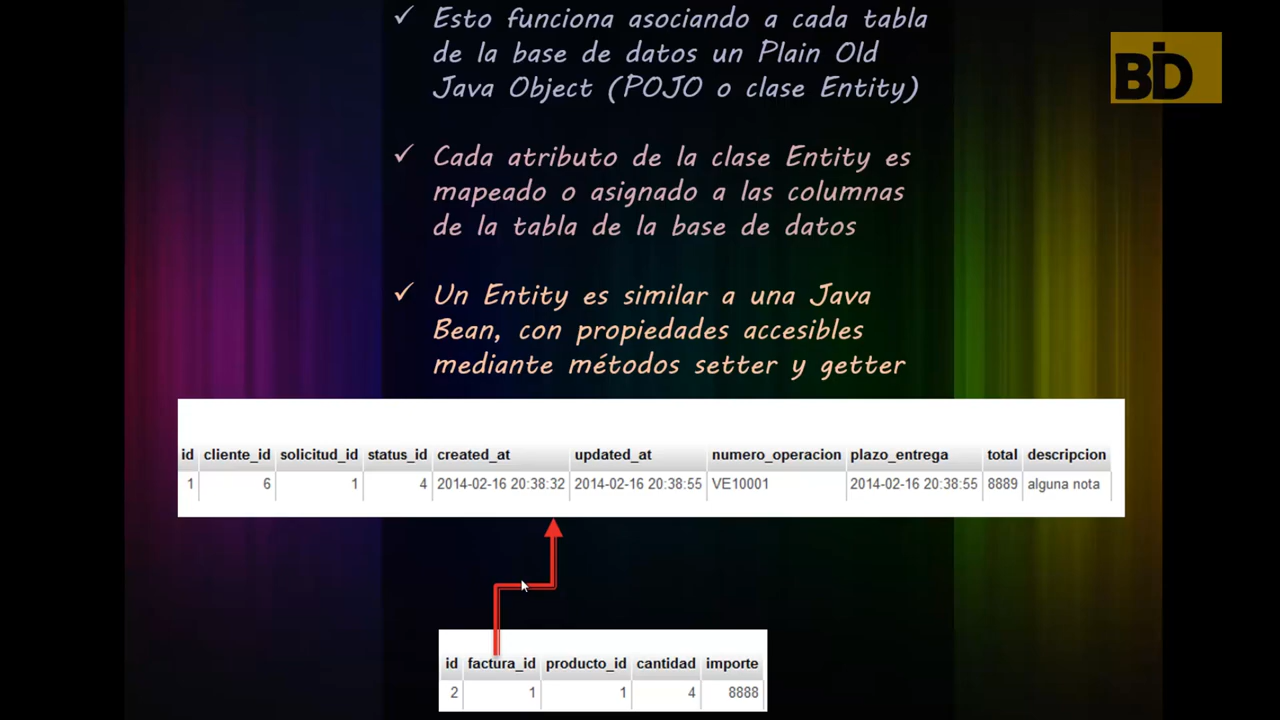 ✓ Esto funciona asociando a cada tabla
de la base de datos un Plain Old
Java Object (POJO o clase Entity)
✓ Cada atributo de la clase Entity es
mapeado o asignado a las columnas
de la tabla de la base de datos
✓ Un Entity es similar a una Java
Bean, con propiedades accesibles
mediante métodos setter y getter
BID
id cliente_id solicitud_id status_id created_at updated_at numero_operacion plazo_entrega total descripcion
1 6 1 4 2014-02-16 20:38:32 2014-02-16 20:38:55 VE10001 2014-02-16 20:38:55 8889 alguna nota
id factura_id producto_id cantidad importe
2 1 1 4 8888